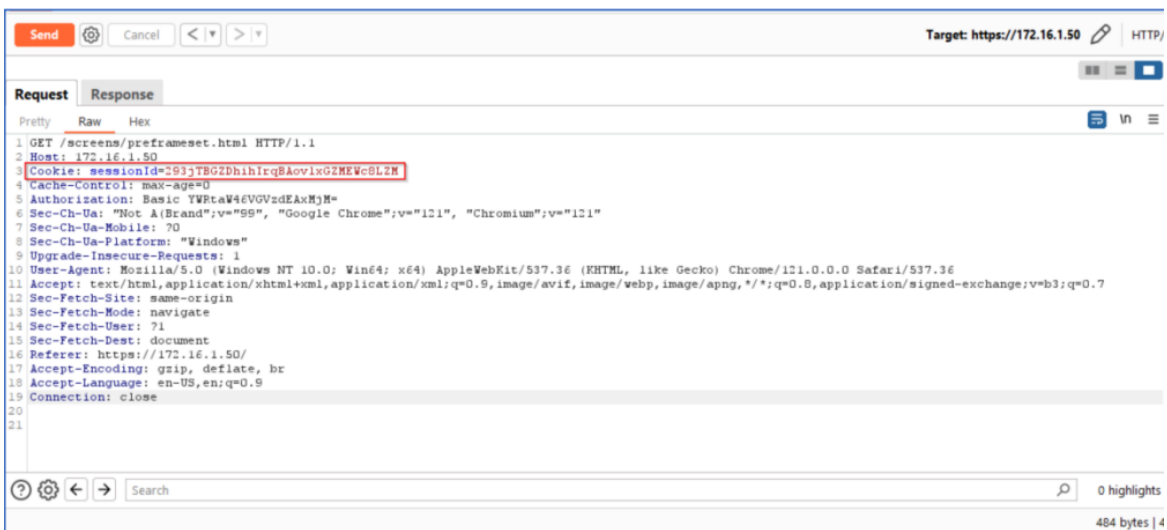 Send Cancel < > Target: https://172.16.1.50 HTTP/
Request Response
Pretty Raw Hex \n
1 GET /screens/preframeset.html HTTP/1.1
2 Host: 172.16.1.50
3 Cookie: sessionId=293jTBGZDhihIrqBAovlxGZMEWc8LZM
4 Cache-Control: max-age=0
5 Authorization: Basic YWRtaW46VGVzdEAxMjM=
6 Sec-Ch-Ua: "Not A(Brand";v="99", "Google Chrome";v="121", "Chromium";v="121"
7 Sec-Ch-Ua-Mobile: ?0
8 Sec-Ch-Ua-Platform: "Windows"
9 Upgrade-Insecure-Requests: 1
10 User-Agent: Mozilla/5.0 (Windows NT 10.0; Win64; x64) AppleWebKit/537.36 (KHTML, like Gecko) Chrome/121.0.0.0 Safari/537.36
11 Accept: text/html,application/xhtml+xml,application/xml;q=0.9,image/avif,image/webp,image/apng,*/*;q=0.8,application/signed-exchange;v=b3;q=0.7
12 Sec-Fetch-Site: same-origin
13 Sec-Fetch-Mode: navigate
14 Sec-Fetch-User: ?1
15 Sec-Fetch-Dest: document
16 Referer: https://172.16.1.50/
17 Accept-Encoding: gzip, deflate, br
18 Accept-Language: en-US,en;q=0.9
19 Connection: close
20
21
Search 0 highlights
484 bytes | 4